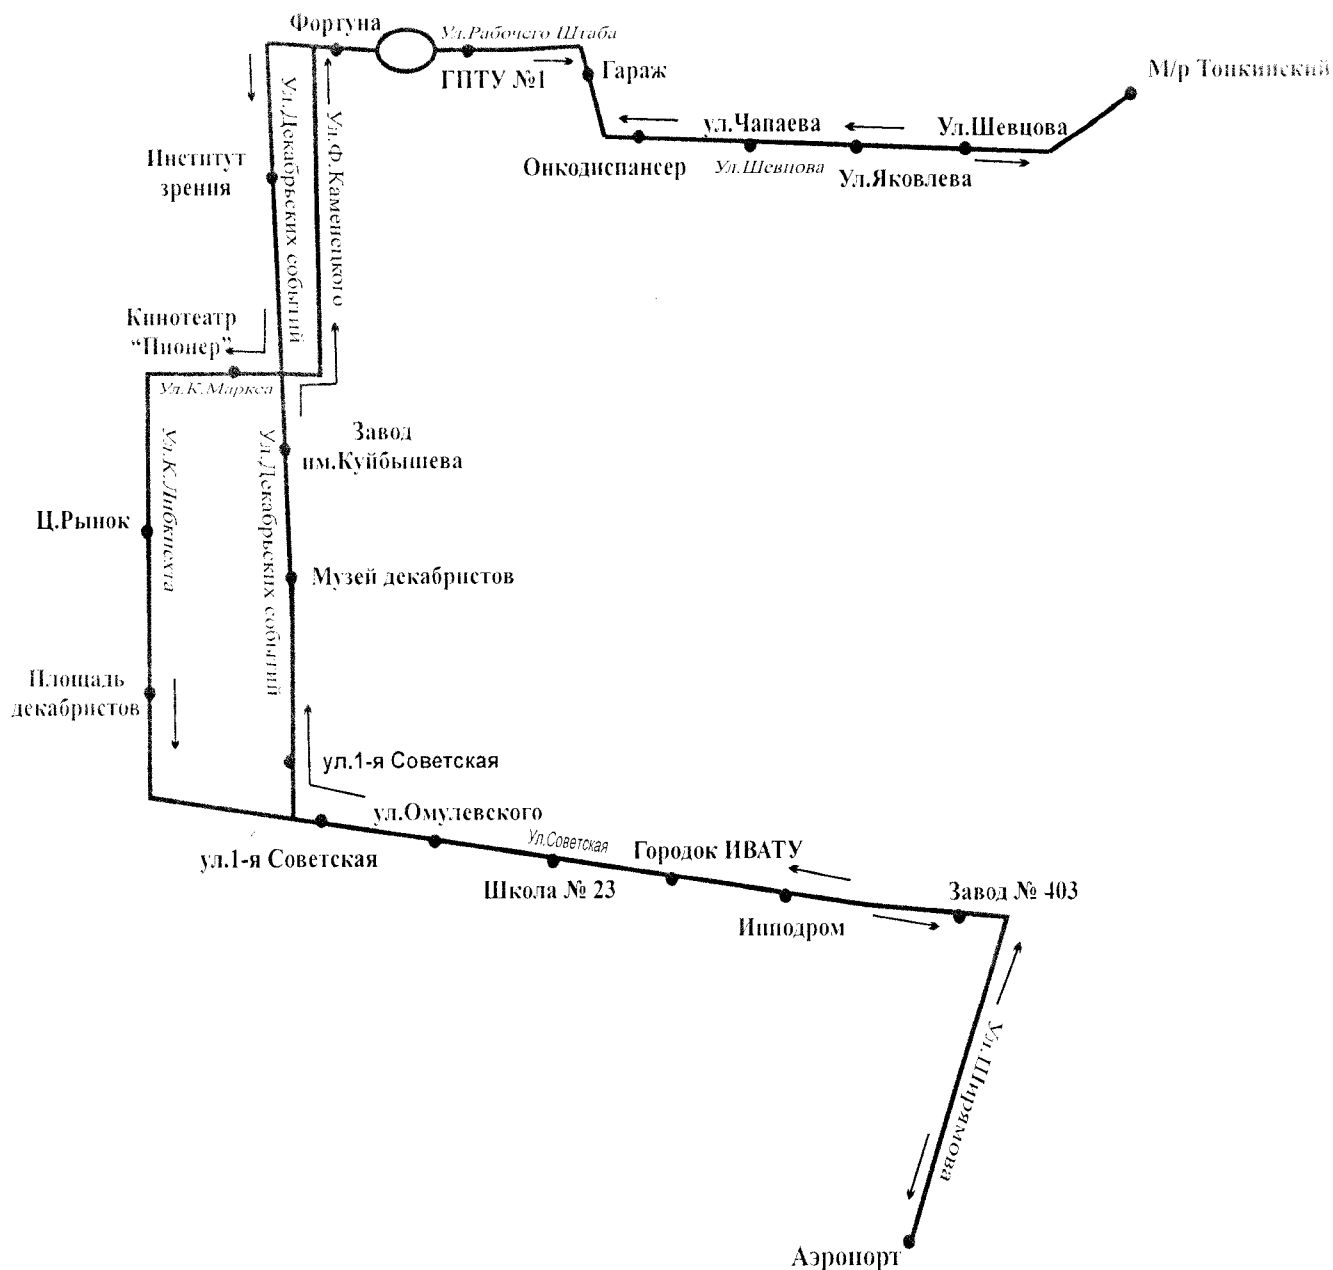 Фортуна
Ул.Рабочего Штаба
ГПТУ №1
Гараж
М/р Топкинский
ул.Чапаева
Ул.Шевцова
Онкодиспансер
Ул.Шевцова
Ул.Яковлева
Институт
зрения
Ул.Декабрьских событий
Ул.Ф.Каменецкого
Кинотеатр
“Пионер”
Ул.К.Маркса
Завод
им.Куйбышева
Ул.К.Либкнехта
Ул.Декабрьских событий
Ц.Рынок
Музей декабристов
Площадь
декабристов
ул.1-я Советская
ул.Омулевского
ул.1-я Советская
Ул.Советская
Городок ИВАТУ
Школа № 23
Завод № 403
Ипподром
Ул.Ширямова
Аэропорт